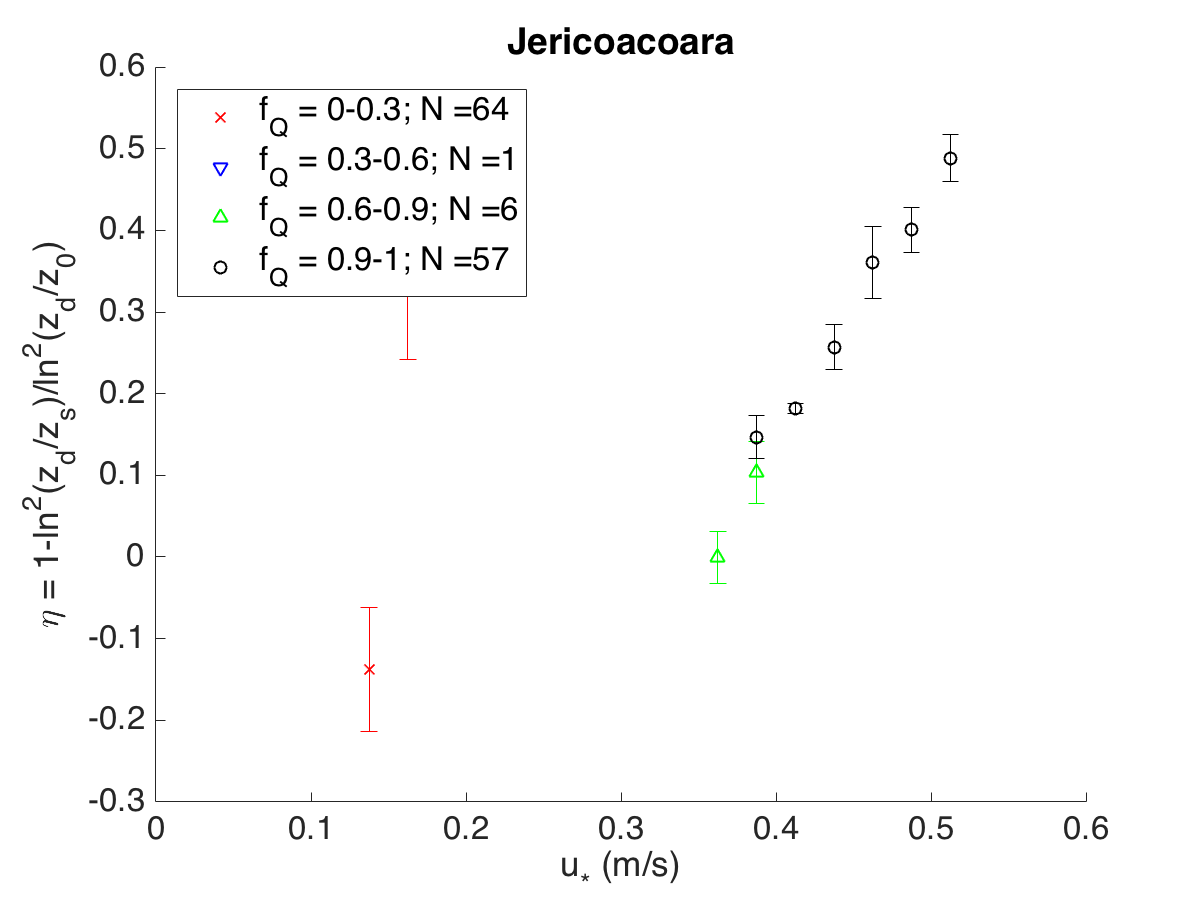 Jericoacoara
0.6
0.5
0.4
0.3
0.2
0.1
0
-0.1
-0.2
-0.3
η = 1-ln²(z_d/z_s)/ln²(z_d/z_0)
f_Q = 0-0.3; N =64
f_Q = 0.3-0.6; N =1
f_Q = 0.6-0.9; N =6
f_Q = 0.9-1; N =57
0 0.1 0.2 0.3 0.4 0.5 0.6
u_* (m/s)